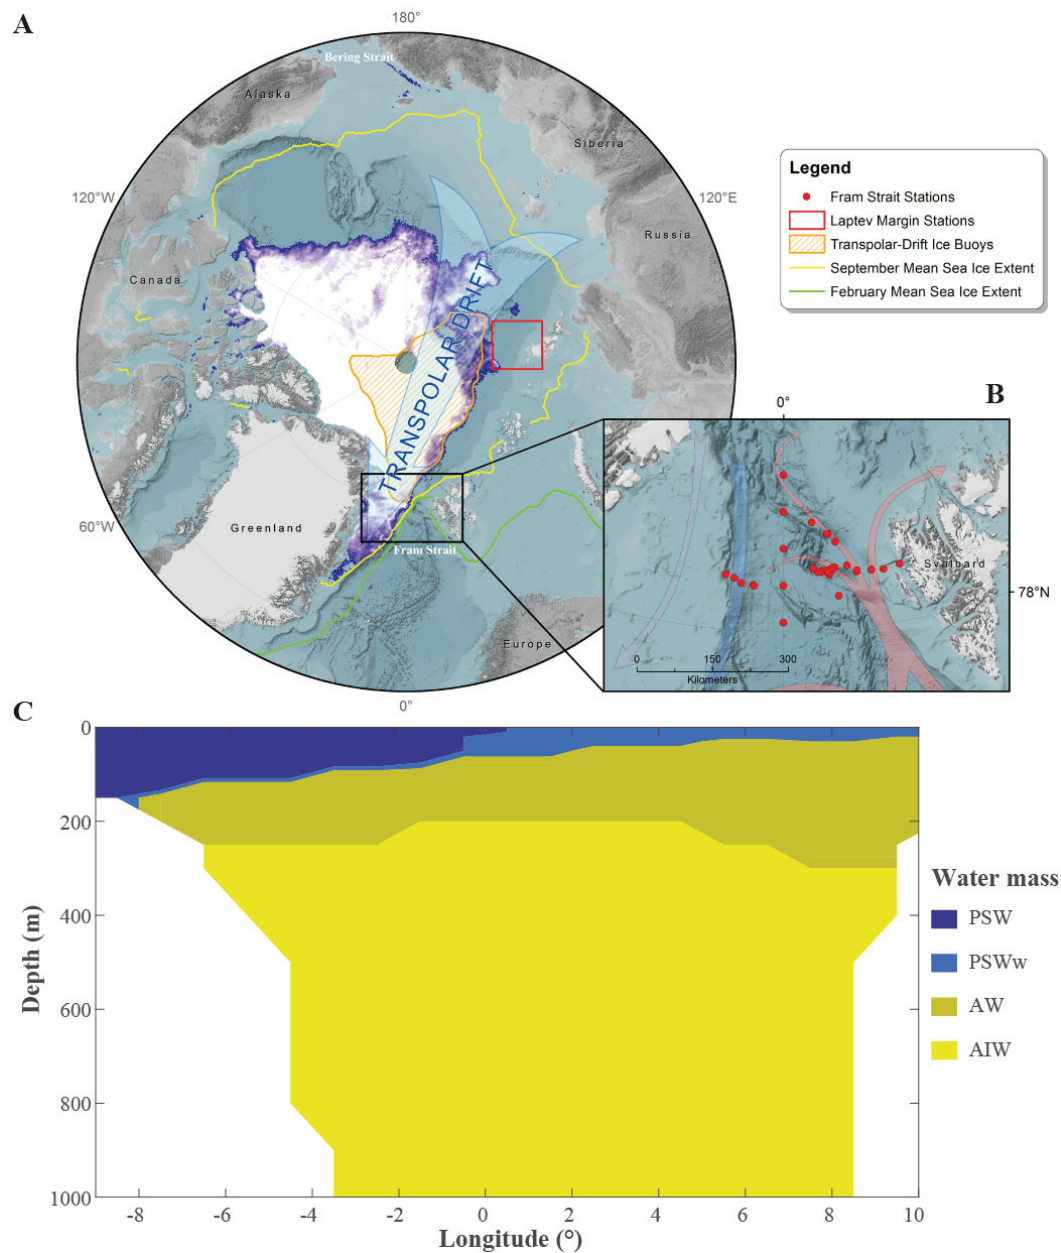 A
180°
Bering Strait
Alaska
Siberia
120°W
120°E
Russia
Canada
TRANSPOLAR DRIFT
60°W
Greenland
Fram Strait
Europe
0°
Legend
Fram Strait Stations
Laptev Margin Stations
Transpolar-Drift Ice Buoys
September Mean Sea Ice Extent
February Mean Sea Ice Extent
B
0°
Svalbard
78°N
0 150 300
Kilometers
C
0
200
400
600
800
1000
Depth (m)
-8 -6 -4 -2 0 2 4 6 8 10
Longitude (°)
Water mass
PSW
PSWw
AW
AIW